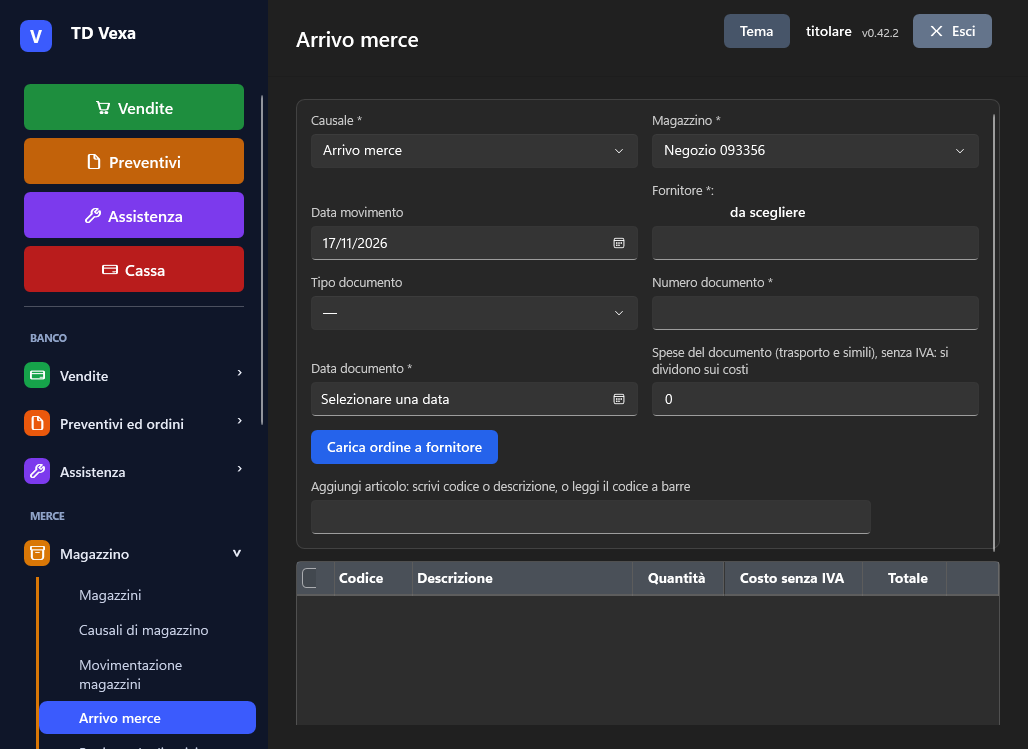 V
TD Vexa
Vendite
Preventivi
Assistenza
Cassa
BANCO
Vendite
Preventivi ed ordini
Assistenza
MERCE
Magazzino
Magazzini
Causali di magazzino
Movimentazione
magazzini
Arrivo merce
Arrivo merce
Tema
titolare v0.42.2
Esci
Causale *
Magazzino *
Arrivo merce
Negozio 093356
Fornitore *:
Data movimento
da scegliere
17/11/2026
Tipo documento
Numero documento *
—
Spese del documento (trasporto e simili), senza IVA: si
dividono sui costi
Data documento *
Selezionare una data
0
Carica ordine a fornitore
Aggiungi articolo: scrivi codice o descrizione, o leggi il codice a barre
Codice Descrizione Quantità Costo senza IVA Totale